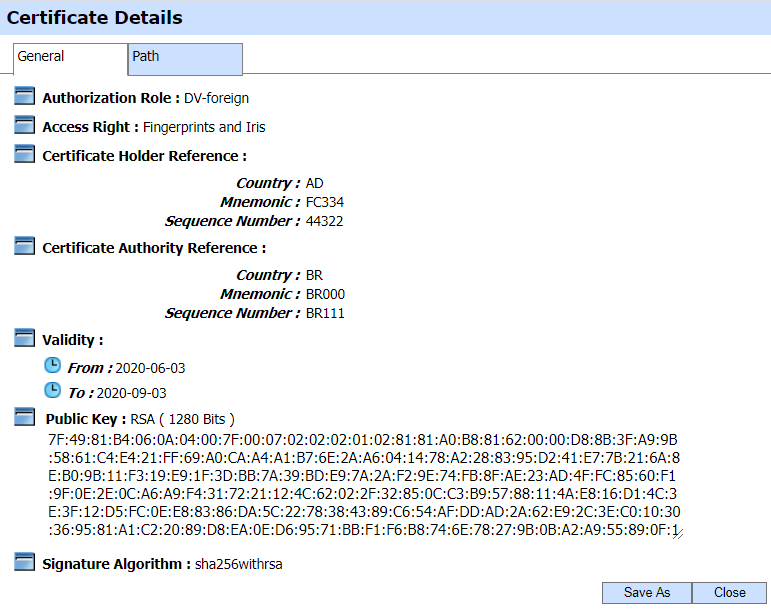 Certificate Details
General
Path
Authorization Role : DV-foreign
Access Right : Fingerprints and Iris
Certificate Holder Reference :
Country : AD
Mnemonic : FC334
Sequence Number : 44322
Certificate Authority Reference :
Country : BR
Mnemonic : BR000
Sequence Number : BR111
Validity :
From : 2020-06-03
To : 2020-09-03
Public Key : RSA ( 1280 Bits )
7F:49:81:B4:06:0A:04:00:7F:00:07:02:02:02:01:02:81:81:A0:B8:81:62:00:00:D8:8B:3F:A9:9B
:58:61:C4:E4:21:FF:69:A0:CA:A4:A1:B7:6E:2A:A6:04:14:78:A2:28:83:95:D2:41:E7:7B:21:6A:8
E:B0:9B:11:F3:19:E9:1F:3D:BB:7A:39:BD:E9:7A:2A:F2:9E:74:FB:8F:AE:23:AD:4F:FC:85:60:F1
:9F:0E:2E:0C:A6:A9:F4:31:72:21:12:4C:62:02:2F:32:85:0C:C3:B9:57:88:11:4A:E8:16:D1:4C:3
E:3F:12:D5:FC:0E:E8:83:86:DA:5C:22:78:38:43:89:C6:54:AF:DD:AD:2A:62:E9:2C:3E:C0:10:30
:36:95:81:A1:C2:20:89:D8:EA:0E:D6:95:71:BB:F1:F6:B8:74:6E:78:27:9B:0B:A2:A9:55:89:0F:1
Signature Algorithm : sha256withrsa
Save As
Close